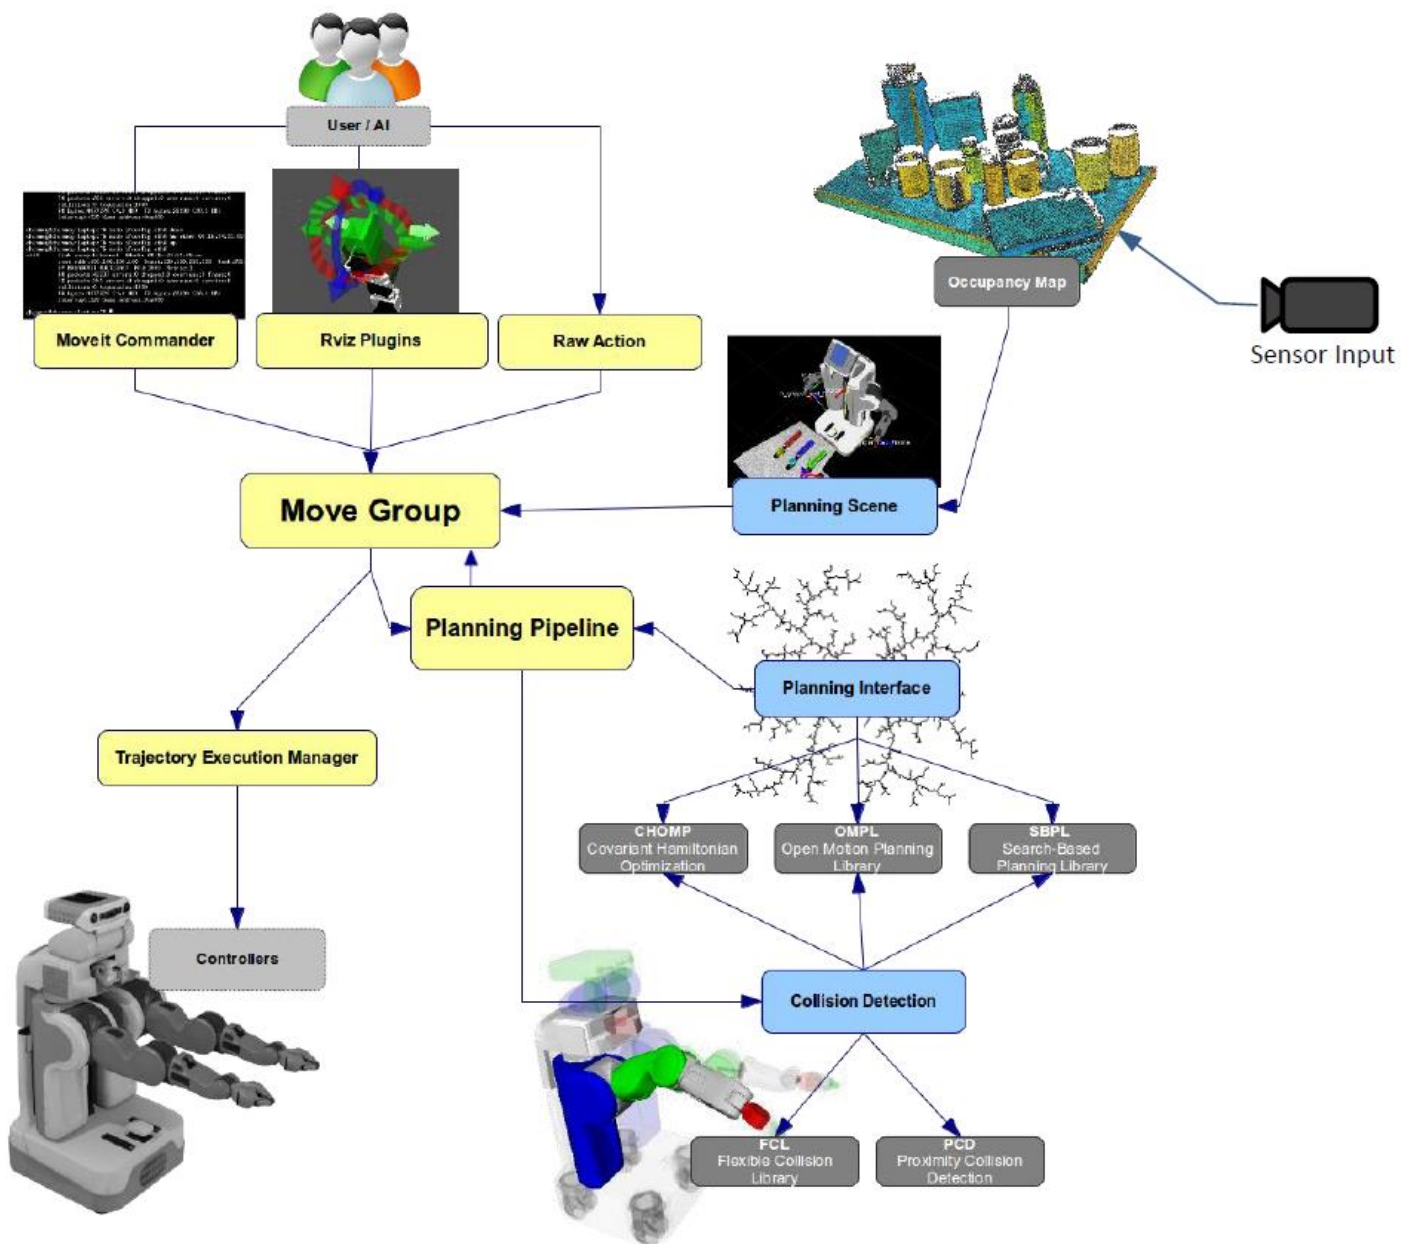 User / AI
Occupancy Map
Sensor Input
Moveit Commander
Rviz Plugins
Raw Action
Move Group
Planning Scene
Planning Pipeline
Planning Interface
Trajectory Execution Manager
CHOMP
Covariant Hamiltonian
Optimization
OMPL
Open Motion Planning
Library
SBPL
Search-Based
Planning Library
Controllers
Collision Detection
FCL
Flexible Collision
Library
PCD
Proximity Collision
Detection